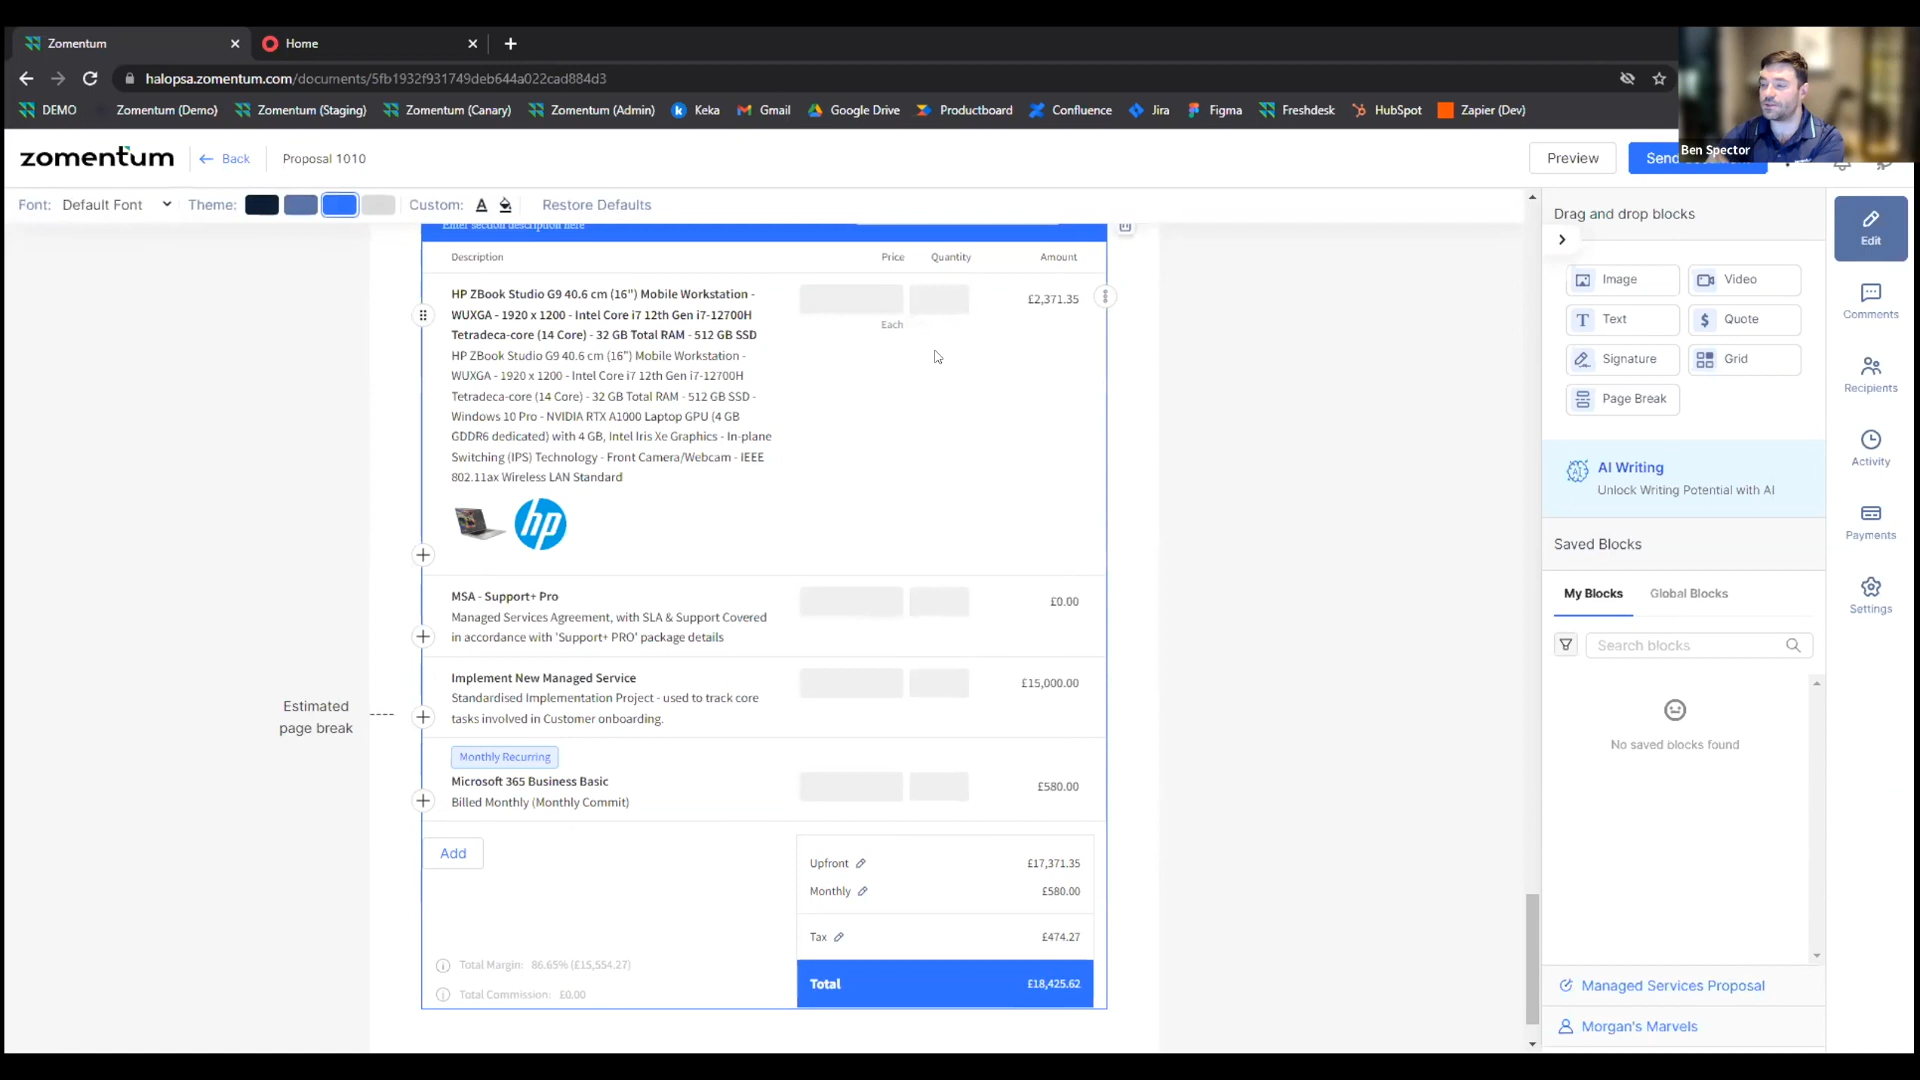 Zomentum
Home
halopsa.zomentum.com/documents/5fb1932f931749deb644a022cad884d3
DEMO Zomentum (Demo) Zomentum (Staging) Zomentum (Canary) Zomentum (Admin) Keka Gmail Google Drive Productboard Confluence Jira Figma Freshdesk HubSpot Zapier (Dev)
Ben Spector
zomentum Back Proposal 1010 Preview Send
Font: Default Font Theme: Custom: A Restore Defaults
Enter section description here
Description Price Quantity Amount
HP ZBook Studio G9 40.6 cm (16") Mobile Workstation -
WUXGA - 1920 x 1200 - Intel Core i7 12th Gen i7-12700H
Tetradeca-core (14 Core) - 32 GB Total RAM - 512 GB SSD
£2,371.35
Each
HP ZBook Studio G9 40.6 cm (16") Mobile Workstation -
WUXGA - 1920 x 1200 - Intel Core i7 12th Gen i7-12700H
Tetradeca-core (14 Core) - 32 GB Total RAM - 512 GB SSD -
Windows 10 Pro - NVIDIA RTX A1000 Laptop GPU (4 GB
GDDR6 dedicated) with 4 GB, Intel Iris Xe Graphics - In-plane
Switching (IPS) Technology - Front Camera/Webcam - IEEE
802.11ax Wireless LAN Standard
hp
MSA - Support+ Pro
£0.00
Managed Services Agreement, with SLA & Support Covered
in accordance with 'Support+ PRO' package details
Implement New Managed Service
£15,000.00
Standardised Implementation Project - used to track core
tasks involved in Customer onboarding.
Estimated
page break
Monthly Recurring
Microsoft 365 Business Basic
£580.00
Billed Monthly (Monthly Commit)
Add
Upfront £17,371.35
Monthly £580.00
Tax £474.27
Total £18,425.62
Total Margin: 86.65% (£15,554.27)
Total Commission: £0.00
Drag and drop blocks
Image Video
Text Quote
Signature Grid
Page Break
AI Writing
Unlock Writing Potential with AI
Saved Blocks
My Blocks Global Blocks
Search blocks
No saved blocks found
Managed Services Proposal
Morgan's Marvels
Edit
Comments
Recipients
Activity
Payments
Settings